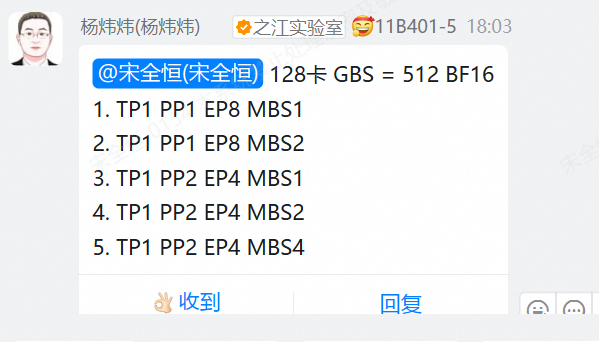 杨炜炜(杨炜炜) 之江实验室 11B401-5 18:03
@宋全恒(宋全恒) 128卡 GBS = 512 BF16
1. TP1 PP1 EP8 MBS1
2. TP1 PP1 EP8 MBS2
3. TP1 PP2 EP4 MBS1
4. TP1 PP2 EP4 MBS2
5. TP1 PP2 EP4 MBS4
收到 回复